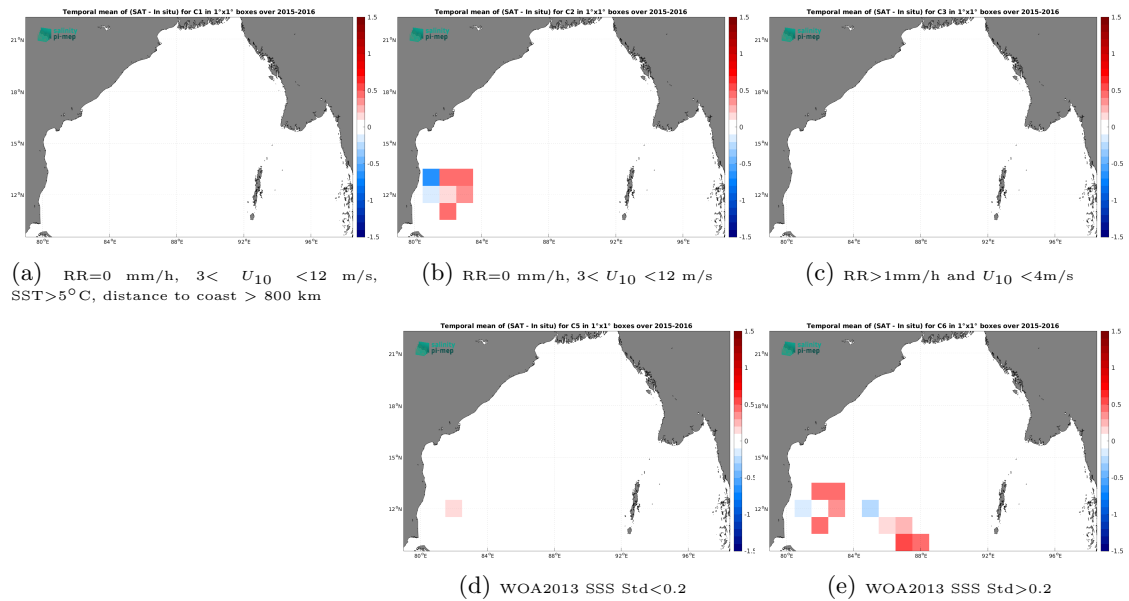 Temporal mean of (SAT - In situ) for C1 in 1°x1° boxes over 2015-2016
Temporal mean of (SAT - In situ) for C2 in 1°x1° boxes over 2015-2016
Temporal mean of (SAT - In situ) for C3 in 1°x1° boxes over 2015-2016
pi-mep
21°N
18°N
15°N
12°N
80°E 84°E 88°E 92°E 96°E
1.5
1
0.5
0
-0.5
-1
-1.5
pi-mep
21°N
18°N
15°N
12°N
80°E 84°E 88°E 92°E 96°E
1.5
1
0.5
0
-0.5
-1
-1.5
pi-mep
21°N
18°N
15°N
12°N
80°E 84°E 88°E 92°E 96°E
1.5
1
0.5
0
-0.5
-1
-1.5
(a) RR=0 mm/h, 3< U10 <12 m/s,
SST>5°C, distance to coast > 800 km
(b) RR=0 mm/h, 3< U10 <12 m/s
(c) RR>1mm/h and U10 <4m/s
Temporal mean of (SAT - In situ) for C5 in 1°x1° boxes over 2015-2016
Temporal mean of (SAT - In situ) for C6 in 1°x1° boxes over 2015-2016
pi-mep
21°N
18°N
15°N
12°N
80°E 84°E 88°E 92°E 96°E
1.5
1
0.5
0
-0.5
-1
-1.5
pi-mep
21°N
18°N
15°N
12°N
80°E 84°E 88°E 92°E 96°E
1.5
1
0.5
0
-0.5
-1
-1.5
(d) WOA2013 SSS Std<0.2
(e) WOA2013 SSS Std>0.2